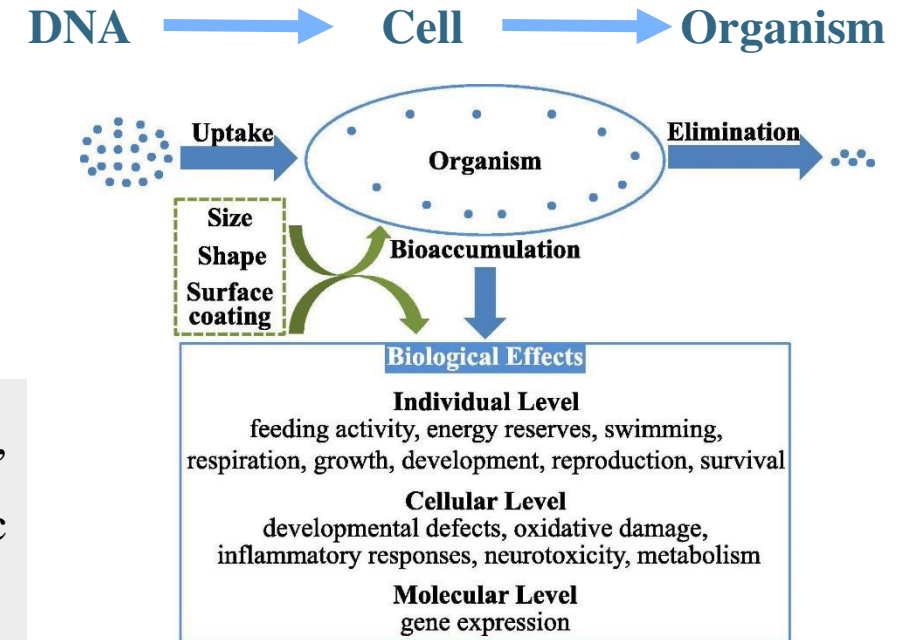 DNA Cell Organism
Uptake
Organism
Elimination
Size
Shape
Surface
coating
Bioaccumulation
Biological Effects
Individual Level
feeding activity, energy reserves, swimming,
respiration, growth, development, reproduction, survival
Cellular Level
developmental defects, oxidative damage,
inflammatory responses, neurotoxicity, metabolism
Molecular Level
gene expression